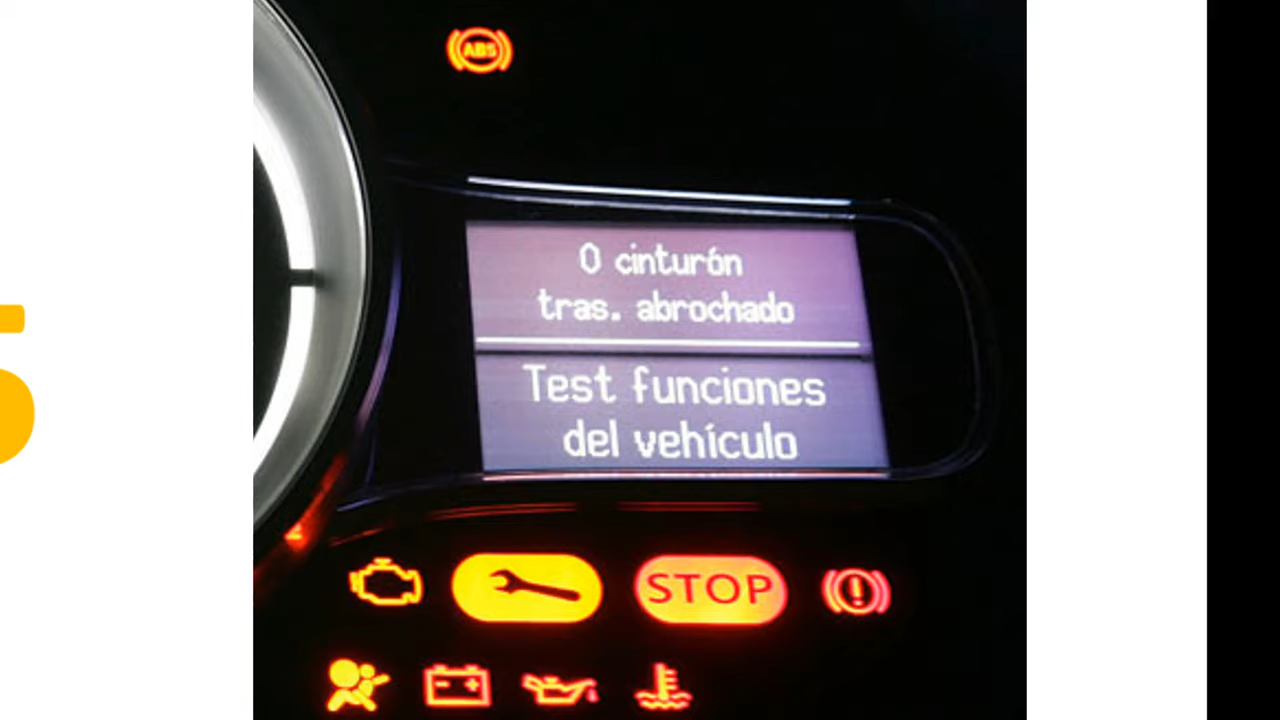 ABS
0 cinturón
tras. abrochado
Test funciones
del vehículo
STOP